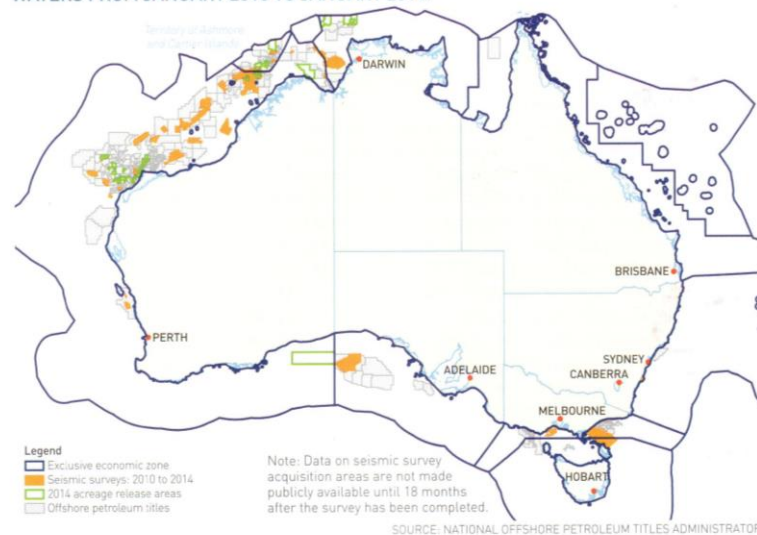 Territory of Ashmore
and Cartier Islands
DARWIN
BRISBANE
PERTH
SYDNEY
ADELAIDE
CANBERRA
MELBOURNE
HOBART
Legend
Exclusive economic zone
Seismic surveys: 2010 to 2014
2014 acreage release areas
Offshore petroleum titles
Note: Data on seismic survey
acquisition areas are not made
publicly available until 18 months
after the survey has been completed.
SOURCE: NATIONAL OFFSHORE PETROLEUM TITLES ADMINISTRATOR